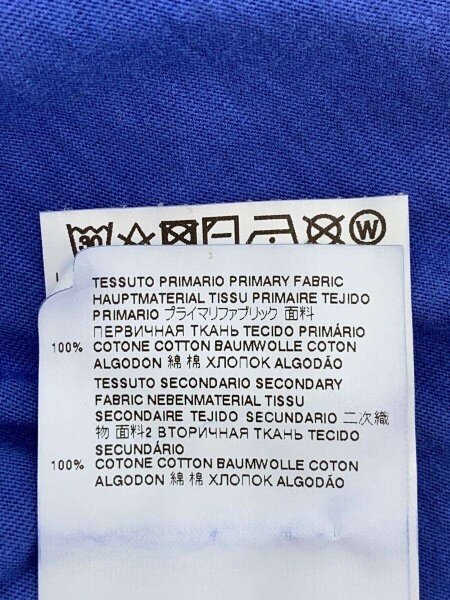 30
W
TESSUTO PRIMARIO PRIMARY FABRIC
HAUPTMATERIAL TISSU PRIMAIRE TEJIDO
PRIMARIO プライマリファブリック 面料
ПЕРВИЧНАЯ ТКАНЬ TECIDO PRIMÁRIO
100% COTONE COTTON BAUMWOLLE COTON
ALGODON 綿 棉 ХЛОПОК ALGODÃO
TESSUTO SECONDARIO SECONDARY
FABRIC NEBENMATERIAL TISSU
SECONDAIRE TEJIDO SECUNDARIO 二次織
物 面料2 ВТОРИЧНАЯ ТКАНЬ TECIDO
SECUNDÁRIO
100% COTONE COTTON BAUMWOLLE COTON
ALGODON 綿 棉 ХЛОПОК ALGODÃO